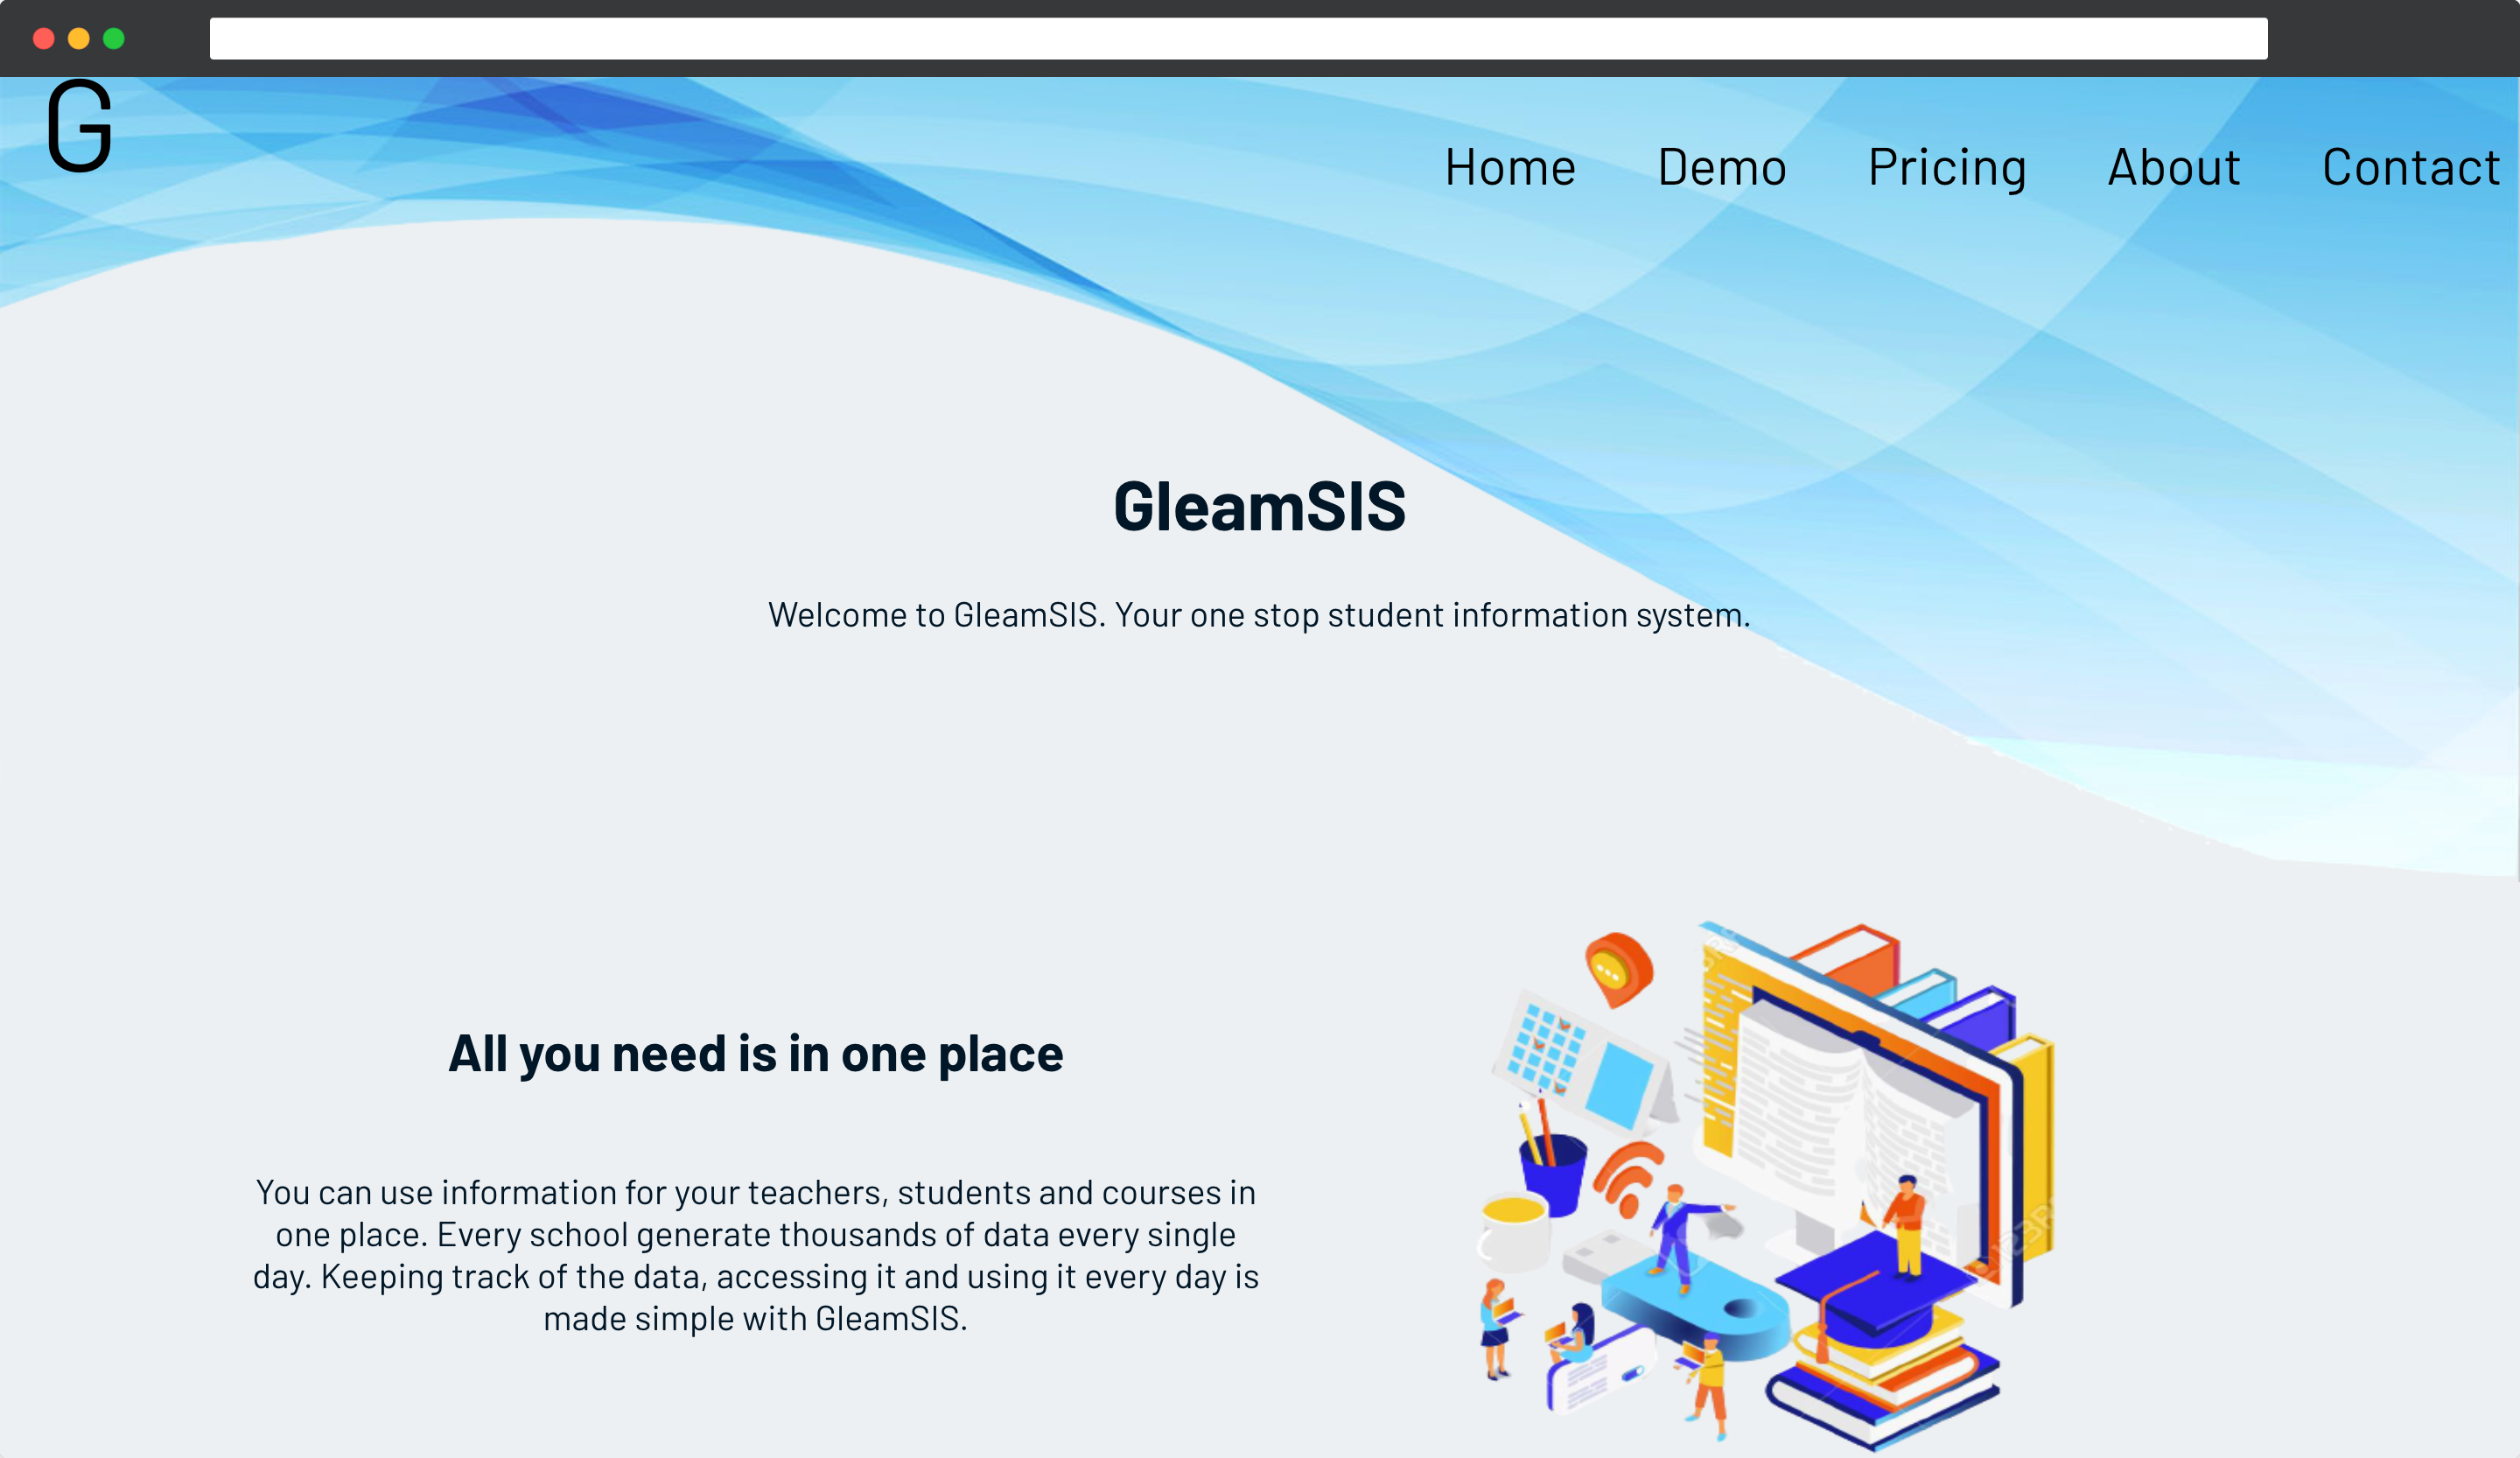 G
Home Demo Pricing About Contact
GleamSIS
Welcome to GleamSIS. Your one stop student information system.
All you need is in one place
You can use information for your teachers, students and courses in
one place. Every school generate thousands of data every single
day. Keeping track of the data, accessing it and using it every day is
made simple with GleamSIS.